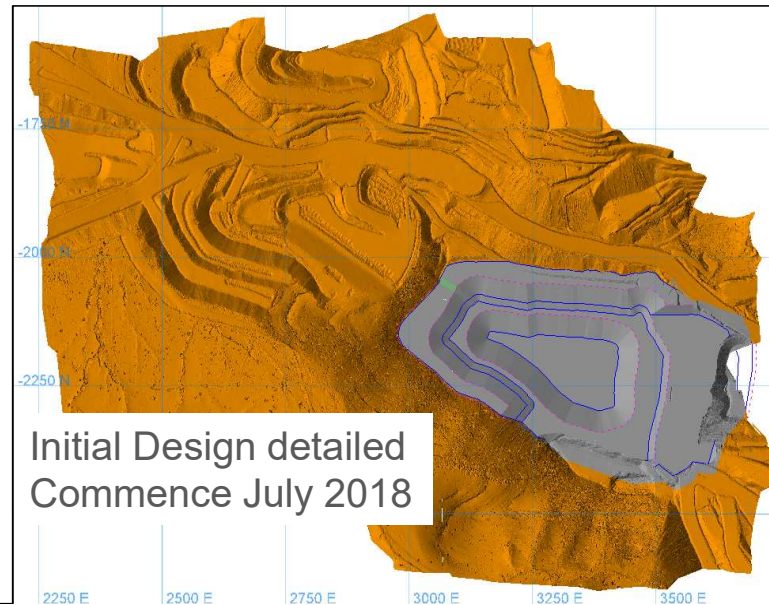 -1750 N
-2000 N
-2250 N
Initial Design detailed
Commence July 2018
2250 E 2500 E 2750 E 3000 E 3250 E 3500 E